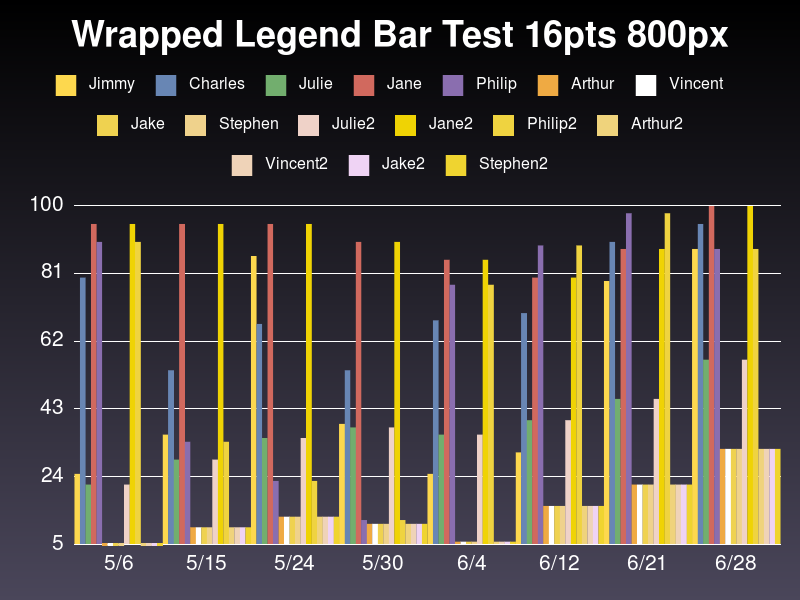 Wrapped Legend Bar Test 16pts 800px
Jimmy Charles Julie Jane Philip Arthur Vincent
Jake Stephen Julie2 Jane2 Philip2 Arthur2
Vincent2 Jake2 Stephen2
100
81
62
43
24
5
5/6 5/15 5/24 5/30 6/4 6/12 6/21 6/28